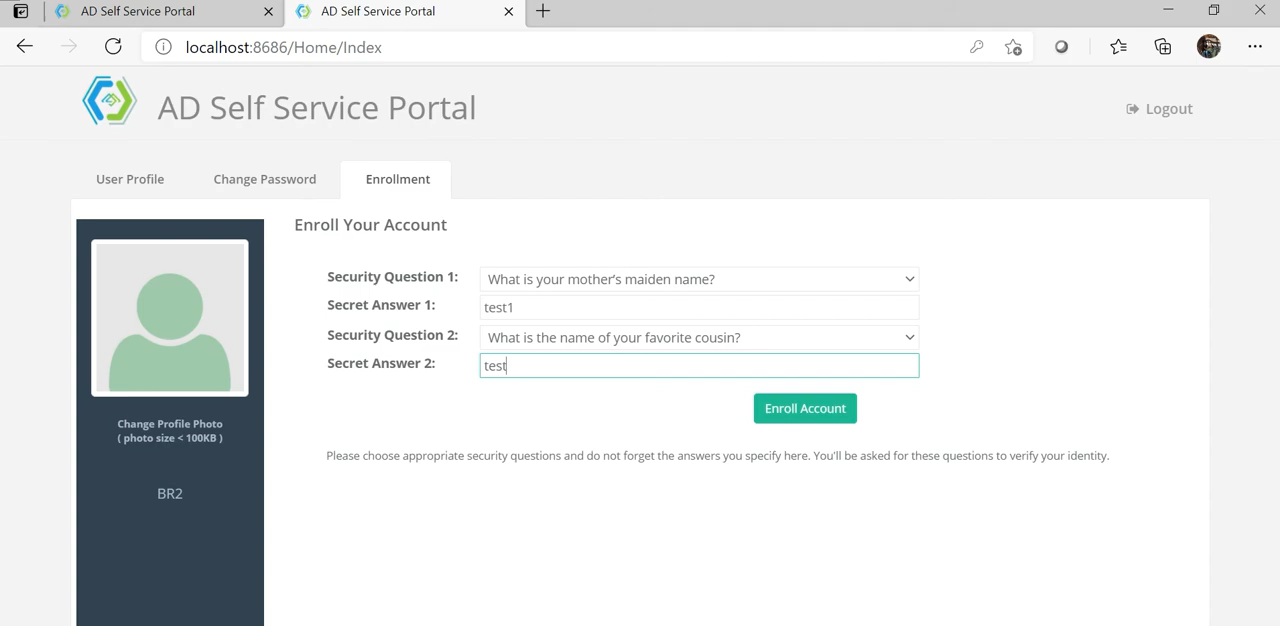 AD Self Service Portal
AD Self Service Portal
localhost:8686/Home/Index
AD Self Service Portal
Logout
User Profile
Change Password
Enrollment
Enroll Your Account
Security Question 1:
What is your mother's maiden name?
Secret Answer 1:
test1
Security Question 2:
What is the name of your favorite cousin?
Secret Answer 2:
test
Enroll Account
Change Profile Photo
( photo size < 100KB )
Please choose appropriate security questions and do not forget the answers you specify here. You'll be asked for these questions to verify your identity.
BR2